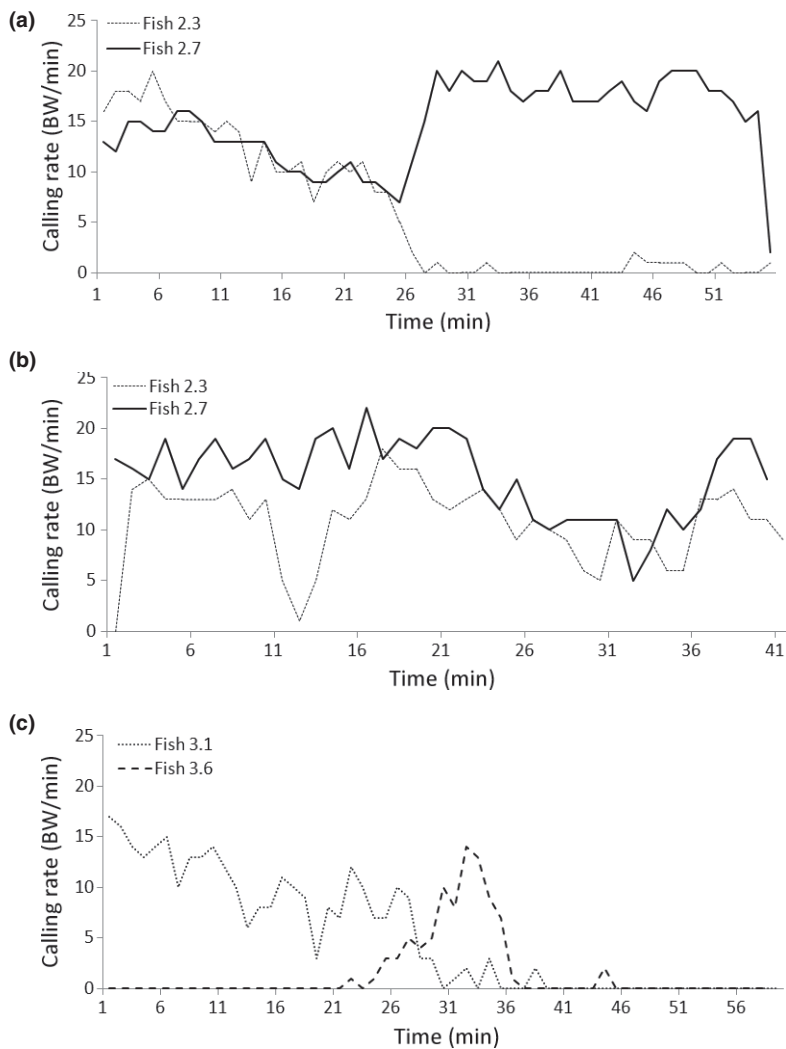 (a)
Fish 2.3
Fish 2.7
Calling rate (BW/min)
25
20
15
10
5
0
1 6 11 16 21 26 31 36 41 46 51
Time (min)
(b)
Fish 2.3
Fish 2.7
Calling rate (BW/min)
25
20
15
10
5
0
1 6 11 16 21 26 31 36 41
Time (min)
(c)
Fish 3.1
Fish 3.6
Calling rate (BW/min)
25
20
15
10
5
0
1 6 11 16 21 26 31 36 41 46 51 56
Time (min)